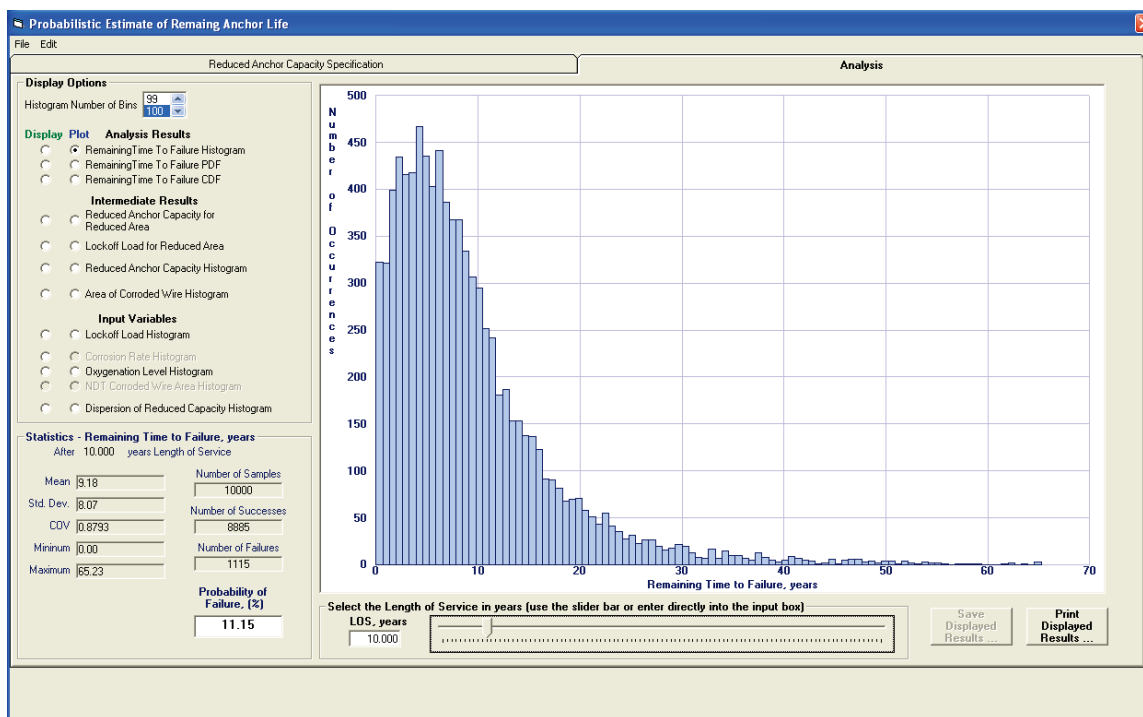 Probabilistic Estimate of Remaing Anchor Life
File Edit
Reduced Anchor Capacity Specification
Analysis
Display Options
Histogram Number of Bins
99
100
Display Plot Analysis Results
RemainingTime To Failure Histogram
RemainingTime To Failure PDF
RemainingTime To Failure CDF
Intermediate Results
Reduced Anchor Capacity for
Reduced Area
Lockoff Load for Reduced Area
Reduced Anchor Capacity Histogram
Area of Corroded Wire Histogram
Input Variables
Lockoff Load Histogram
Corrosion Rate Histogram
Oxygenation Level Histogram
NDT Corroded Wire Area Histogram
Dispersion of Reduced Capacity Histogram
Statistics - Remaining Time to Failure, years
After 10.000 years Length of Service
Mean 9.18
Std. Dev. 8.07
COV 0.8793
Mininum 0.00
Maximum 65.23
Number of Samples
10000
Number of Successes
8885
Number of Failures
1115
Probability of
Failure, (%)
11.15
Number of Occurrences
500
450
400
350
300
250
200
150
100
50
0
0 10 20 30 40 50 60 70
Remaining Time to Failure, years
Select the Length of Service in years (use the slider bar or enter directly into the input box)
LOS, years
10.000
Save
Displayed
Results ...
Print
Displayed
Results ...